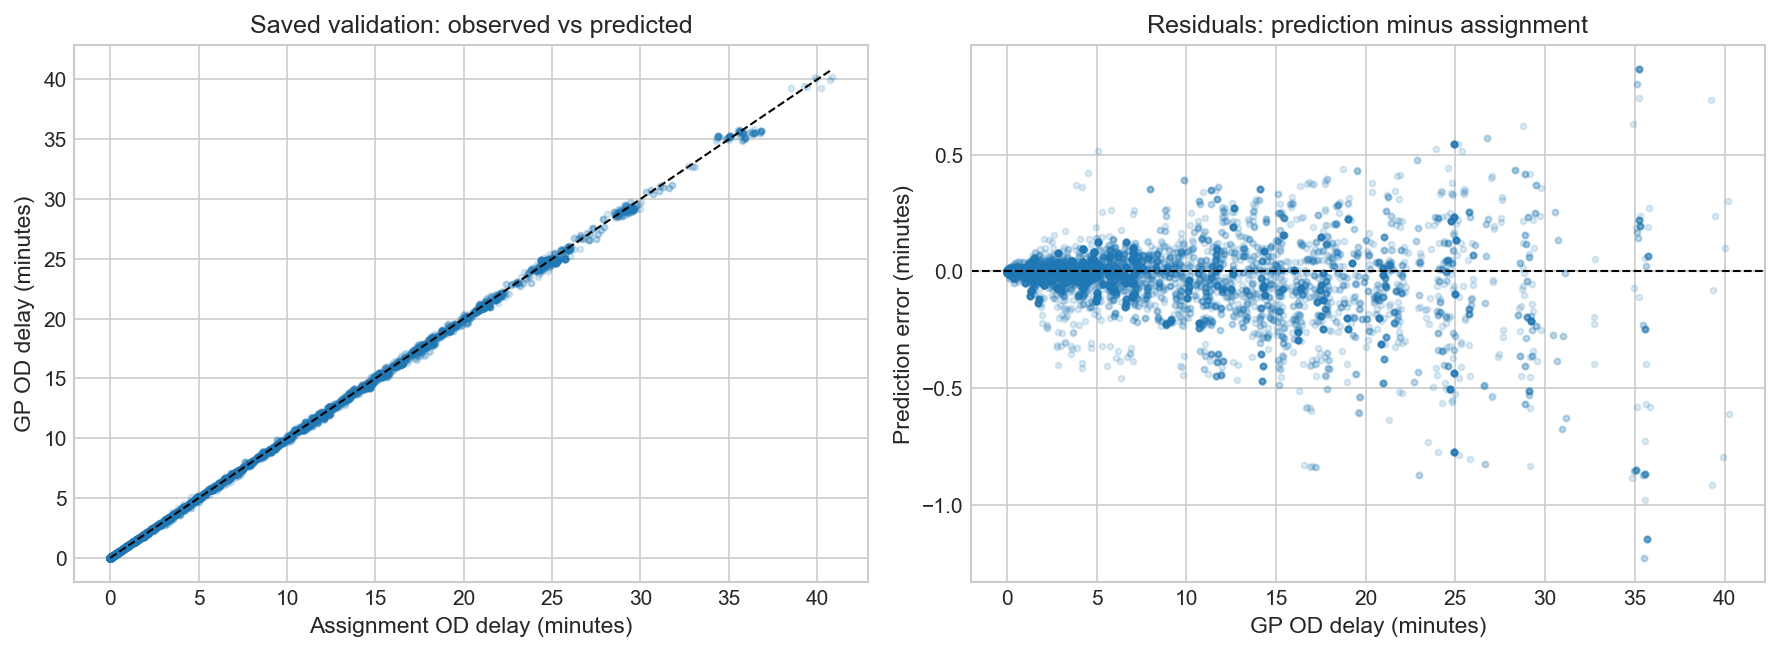 Saved validation: observed vs predicted
GP OD delay (minutes)
40
35
30
25
20
15
10
5
0
0 5 10 15 20 25 30 35 40
Assignment OD delay (minutes)
Residuals: prediction minus assignment
Prediction error (minutes)
0.5
0.0
−0.5
−1.0
0 5 10 15 20 25 30 35 40
GP OD delay (minutes)